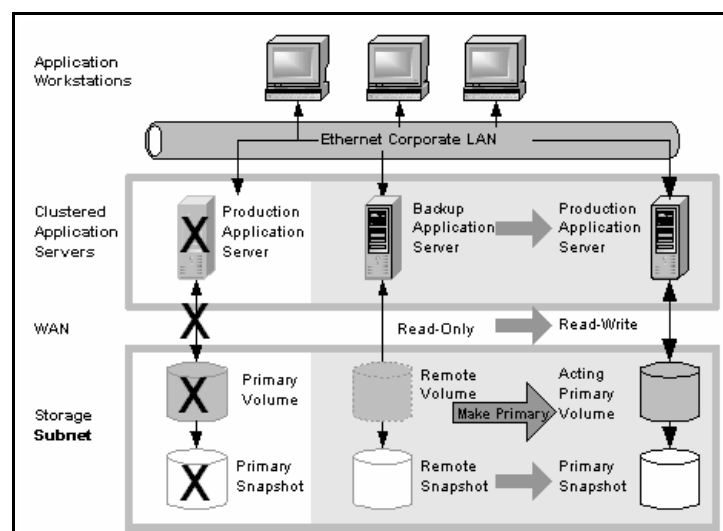 Application
Workstations
Ethernet Corporate LAN
Clustered
Application
Servers
Production
Application
Server
Backup
Application
Server
Production
Application
Server
WAN
Read-Only
Read-Write
Storage
Subnet
Primary
Volume
Remote
Volume
Make Primary
Acting
Primary
Volume
Primary
Snapshot
Remote
Snapshot
Primary
Snapshot